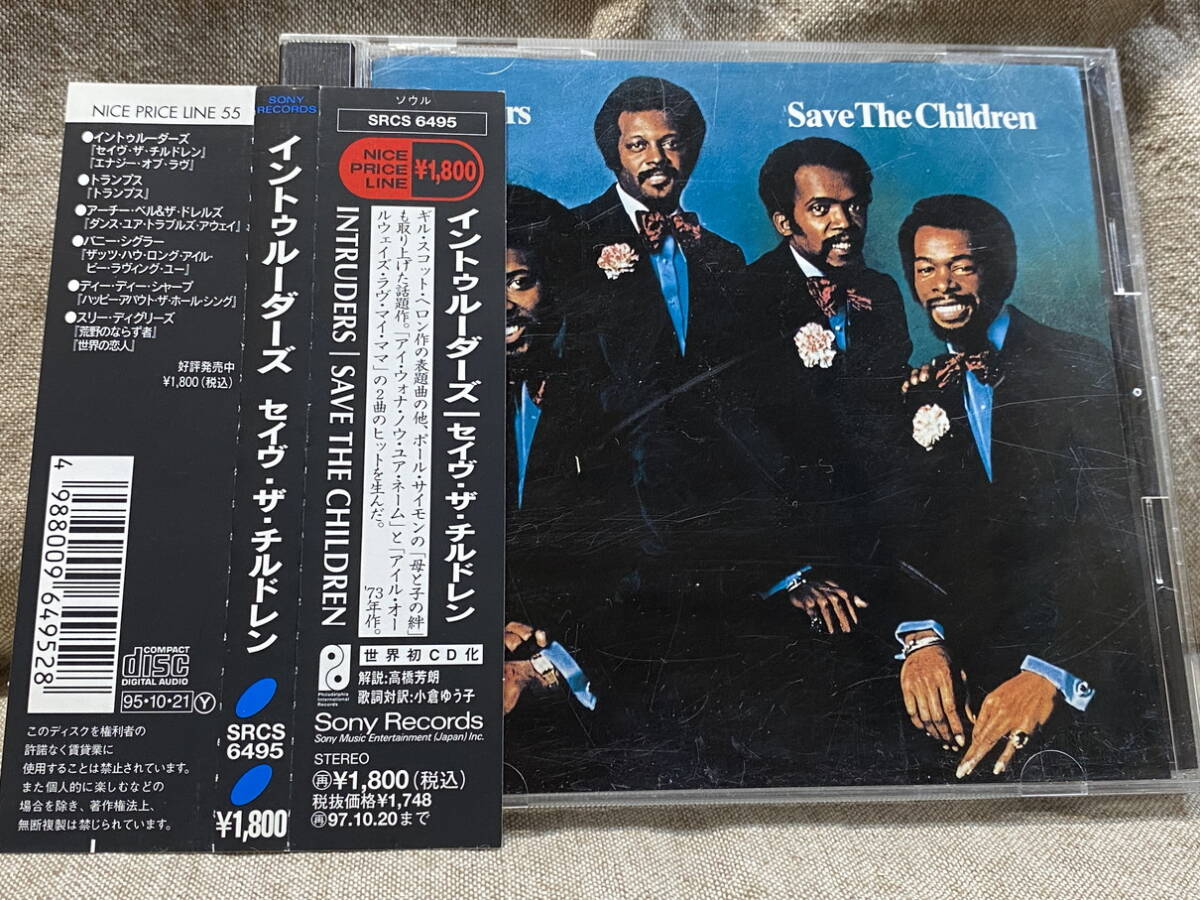 NICE PRICE LINE 55
●イントゥルーダーズ
『セイヴ・ザ・チルドレン』
『エナジー・オブ・ラヴ』
●トランプス
『トランプス』
●アーチー・ベル&ザ・ドレルズ
『ダンス・ユア・トラブルズ・アウェイ』
●バニー・シグラー
『ザッツ・ハウ・ロング・アイル・
ビー・ラヴィング・ユー』
●ディー・ディー・シャープ
『ハッピー・アバウト・ザ・ホール・シング』
●スリー・ディグリーズ
『荒野のならず者』
『世界の恋人』
好評発売中
¥1,800(税込)
4 988009 649528
COMPACT
disc
DIGITAL AUDIO
95・10・21 Y
このディスクを権利者の
許諾なく賃貸業に
使用することは禁止されています。
また個人的に楽しむなどの
場合を除き、著作権法上、
無断複製は禁じられています。
SONY
RECORDS
イントゥルーダーズ セイヴ・ザ・チルドレン
SRCS
6495
¥1,800
ソウル
SRCS 6495
NICE
PRICE
LINE
¥1,800
イントゥルーダーズ|セイヴ・ザ・チルドレン
ギル・スコット・ヘロン作の表題曲の他、ポール・サイモンの「母と子の絆」
も取り上げた話題作。「アイ・ウォナ・ノウ・ユア・ネーム」と「アイル・オー
ルウェイズ・ラヴ・マイ・ママ」の2曲のヒットを生んだ。
'73年作。
INTRUDERS | SAVE THE CHILDREN
Philadelphia
International
Records
世界初CD化
解説:高橋芳朗
歌詞対訳:小倉ゆう子
Sony Records
Sony Music Entertainment (Japan) Inc.
STEREO
再¥1,800(税込)
税抜価格¥1,748
再97.10.20まで
rs
Save The Children